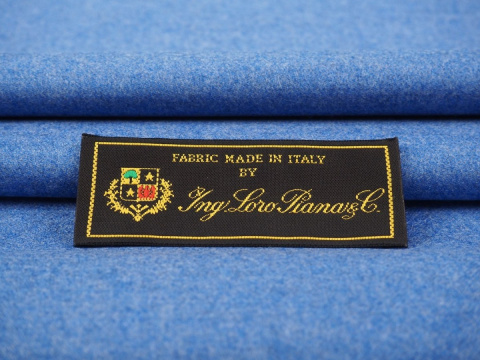 FABRIC MADE IN ITALY
BY
Ing. Loro Piana & C.